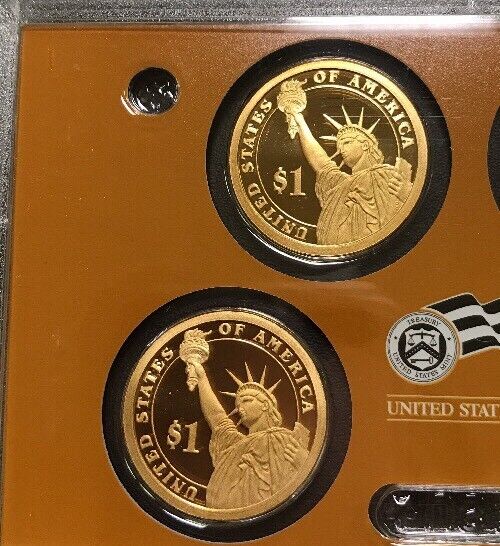 UNITED STATES OF AMERICA
$1
UNITED STATES OF AMERICA
$1
TREASURY
UNITED STATES MINT
UNITED STAT